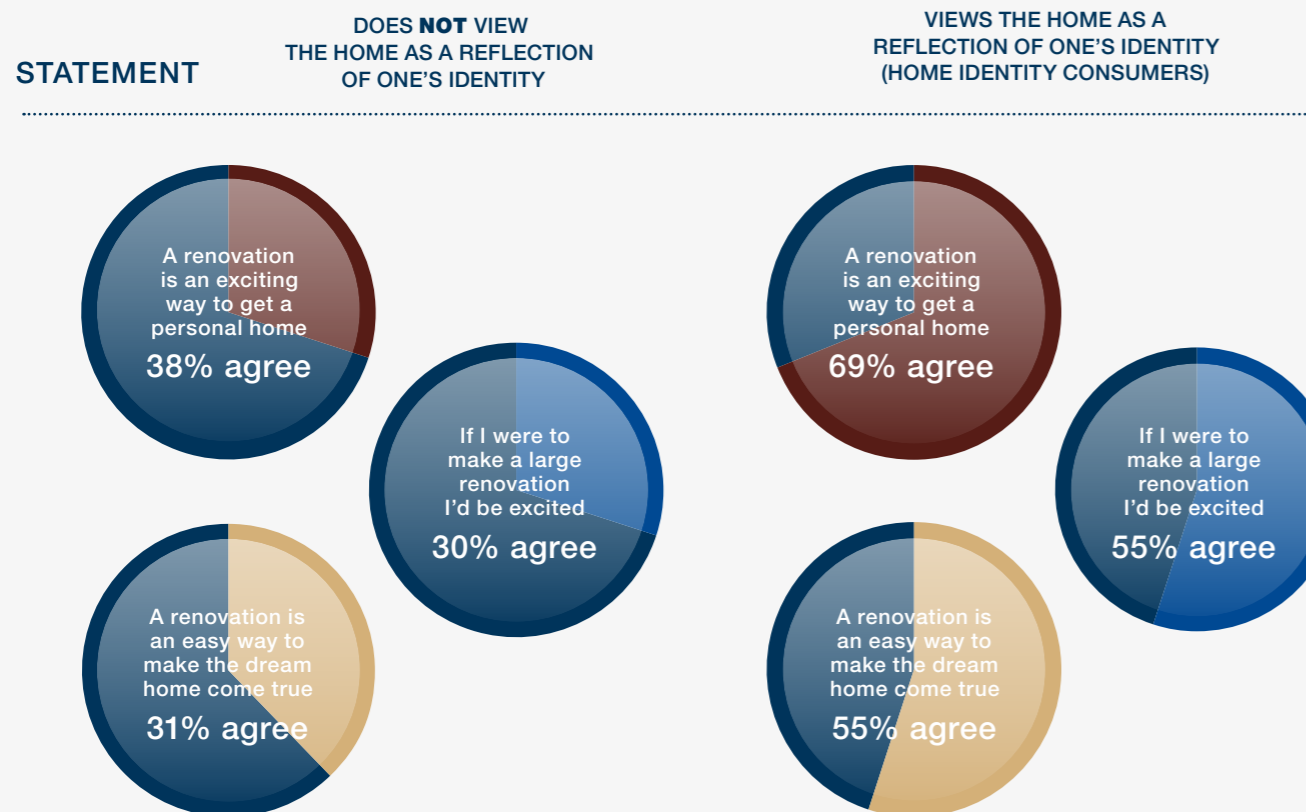 STATEMENT
DOES NOT VIEW
THE HOME AS A REFLECTION
OF ONE'S IDENTITY
VIEWS THE HOME AS A
REFLECTION OF ONE'S IDENTITY
(HOME IDENTITY CONSUMERS)
A renovation
is an exciting
way to get a
personal home
38% agree
If I were to
make a large
renovation
I'd be excited
30% agree
A renovation is
an easy way to
make the dream
home come true
31% agree
A renovation
is an exciting
way to get a
personal home
69% agree
If I were to
make a large
renovation
I'd be excited
55% agree
A renovation is
an easy way to
make the dream
home come true
55% agree